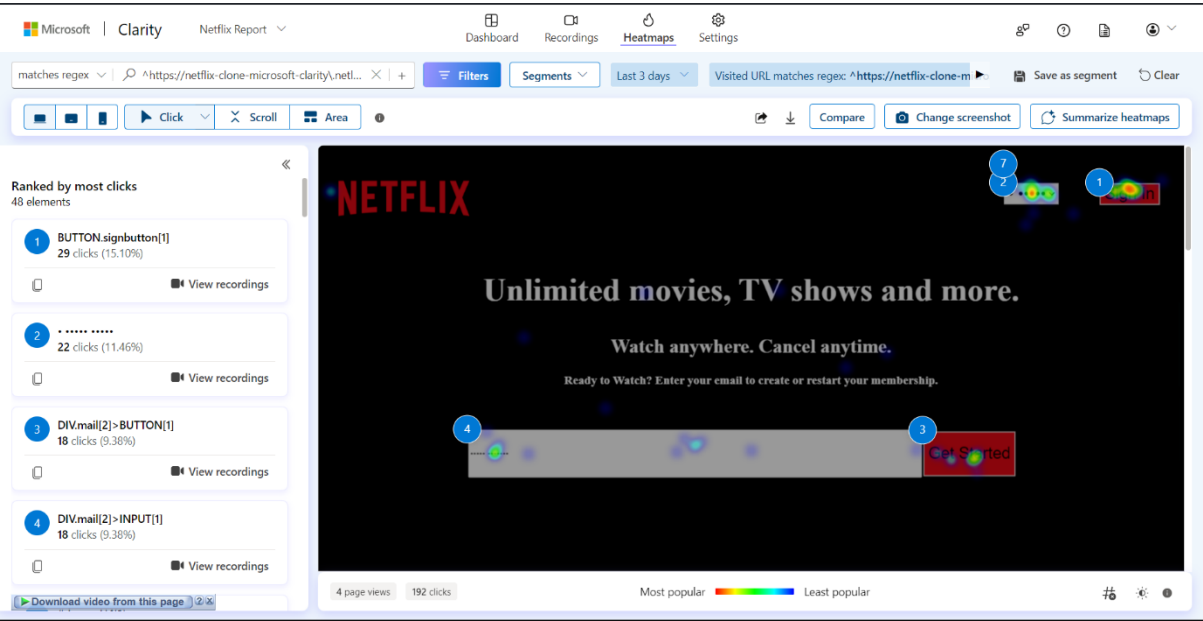 Microsoft | Clarity Netflix Report
Dashboard Recordings Heatmaps Settings
matches regex ^https://netflix-clone-microsoft-clarity\.netl... Filters Segments Last 3 days Visited URL matches regex: ^https://netflix-clone-m Save as segment Clear
Click Scroll Area Compare Change screenshot Summarize heatmaps
Ranked by most clicks
48 elements
1 BUTTON.signbutton[1]
29 clicks (15.10%)
View recordings
2 • ••••• •••••
22 clicks (11.46%)
View recordings
3 DIV.mail[2]>BUTTON[1]
18 clicks (9.38%)
View recordings
4 DIV.mail[2]>INPUT[1]
18 clicks (9.38%)
View recordings
Download video from this page ? X
7
2 1
NETFLIX
Unlimited movies, TV shows and more.
Watch anywhere. Cancel anytime.
Ready to Watch? Enter your email to create or restart your membership.
4 3
Get Started
4 page views 192 clicks Most popular Least popular